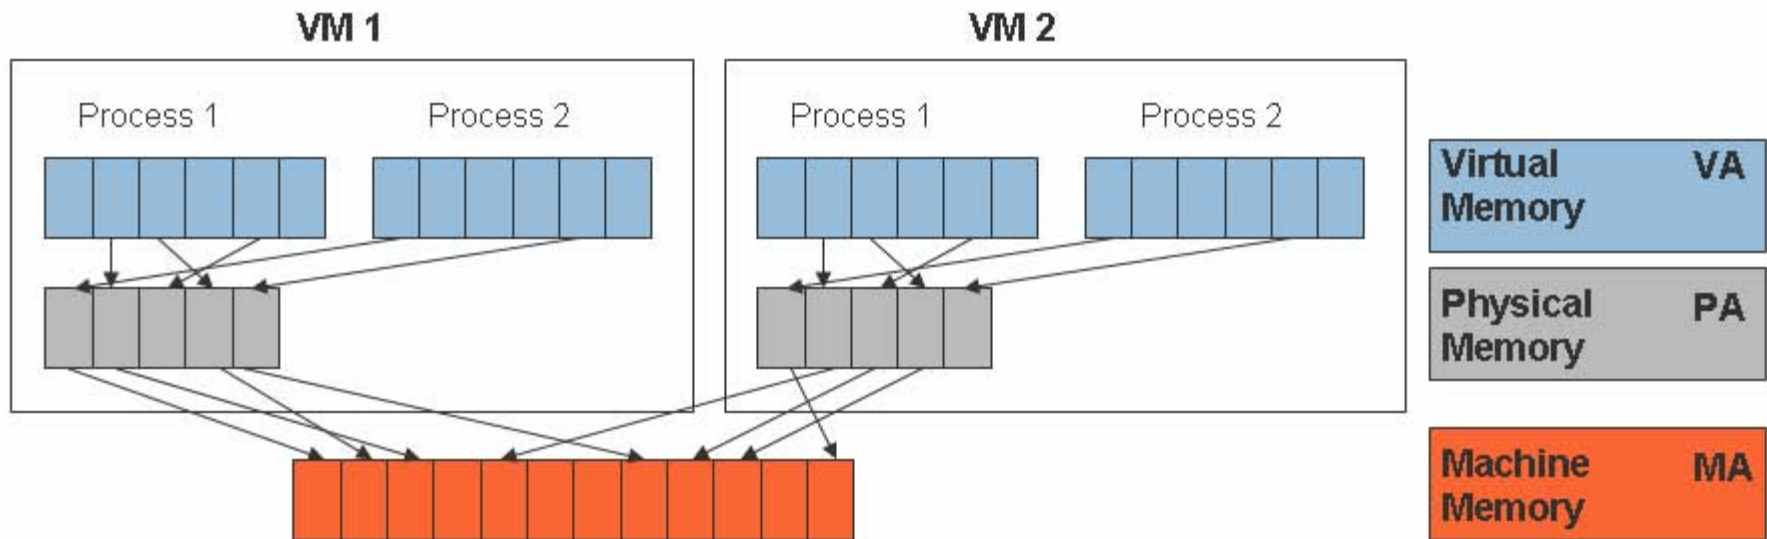 VM 1
VM 2
Process 1
Process 2
Process 1
Process 2
Virtual VA
Memory
Physical PA
Memory
Machine MA
Memory